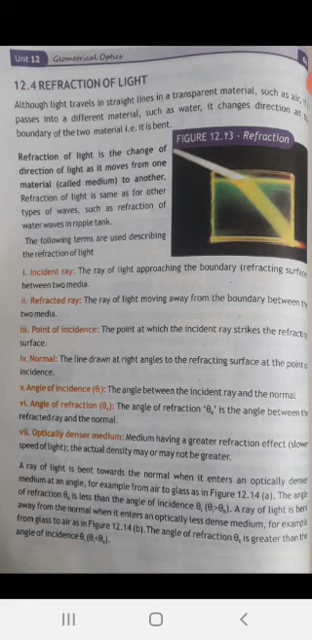 Unit 12 Geometrical Optics
12.4 REFRACTION OF LIGHT
Although light travels in straight lines in a transparent material, such as air,
passes into a different material, such as water, it changes direction at
boundary of the two material i.e. it is bent.
FIGURE 12.13 - Refraction
Refraction of light is the change of
direction of light as it moves from one
material (called medium) to another.
Refraction of light is same as for other
types of waves, such as refraction of
water waves in ripple tank.
The following terms are used describing
the refraction of light
i. Incident ray: The ray of light approaching the boundary (refracting surface
between two media.
ii. Refracted ray: The ray of light moving away from the boundary between
two media.
iii. Point of incidence: The point at which the incident ray strikes the refracting
surface.
iv. Normal: The line drawn at right angles to the refracting surface at the point
incidence.
v. Angle of incidence (θᵢ): The angle between the incident ray and the normal
vi. Angle of refraction (θᵣ): The angle of refraction 'θᵣ' is the angle between
refracted ray and the normal.
vii. Optically denser medium: Medium having a greater refraction effect (slow
speed of light); the actual density may or may not be greater.
A ray of light is bent towards the normal when it enters an optically denser
medium at an angle, for example from air to glass as in Figure 12.14 (a). The angle
of refraction θᵣ is less than the angle of incidence θᵢ (θᵢ>θᵣ). A ray of light is bent
away from the normal when it enters an optically less dense medium, for example
from glass to air as in Figure 12.14 (b). The angle of refraction θᵣ is greater than the
angle of incidence θᵢ (θᵢ<θᵣ).